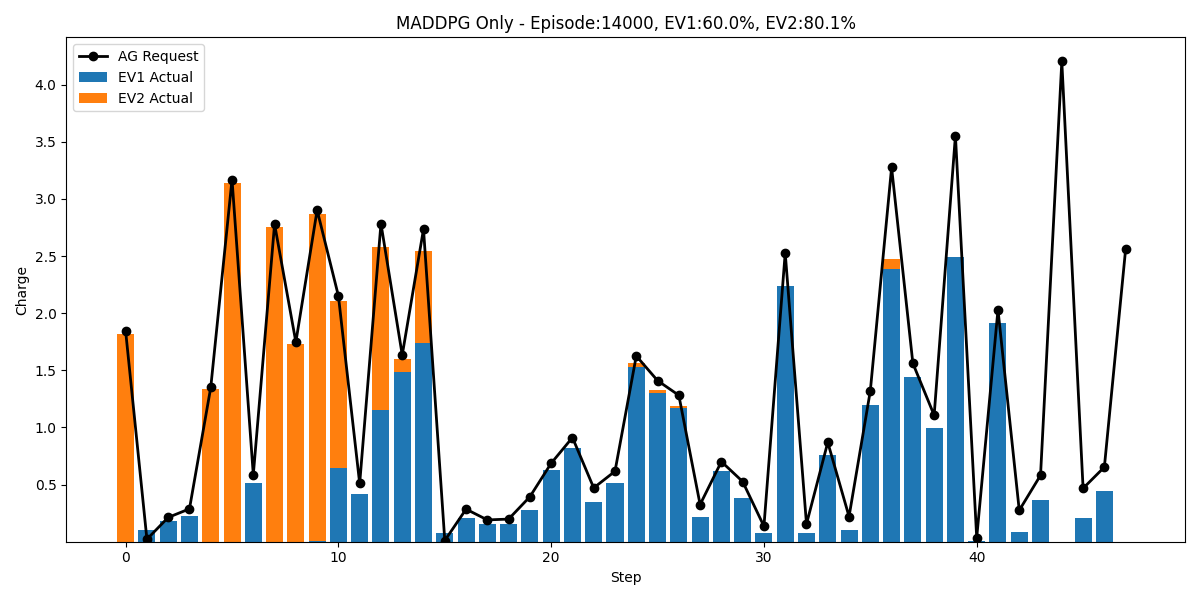 MADDPG Only - Episode:14000, EV1:60.0%, EV2:80.1%
AG Request
EV1 Actual
EV2 Actual
4.0
3.5
3.0
2.5
2.0
1.5
1.0
0.5
Charge
0 10 20 30 40
Step